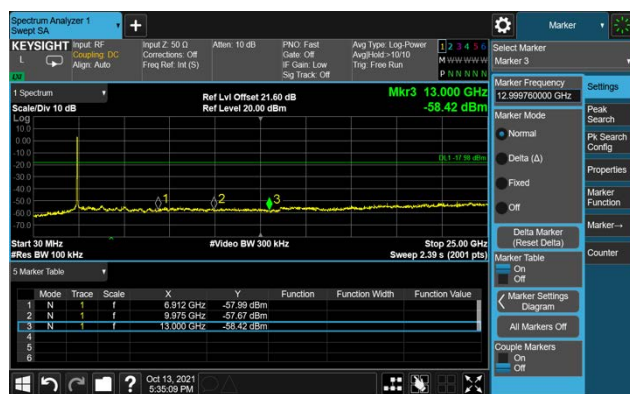 Spectrum Analyzer 1
Swept SA
+
Marker
KEYSIGHT
L
Input: RF
Coupling: DC
Align: Auto
Input Z: 50 Ω
Corrections: Off
Freq Ref: Int (S)
Atten: 10 dB
PNO: Fast
Gate: Off
IF Gain: Low
Sig Track: Off
Avg Type: Log-Power
Avg|Hold:>10/10
Trig: Free Run
1 2 3 4 5 6
M W W W W W
P N N N N N
LXI
Select Marker
Marker 3
1 Spectrum
Scale/Div 10 dB
Ref Lvl Offset 21.60 dB
Ref Level 20.00 dBm
Mkr3 13.000 GHz
-58.42 dBm
Log
10.0
0.00
-10.0
-20.0
-30.0
-40.0
-50.0
-60.0
-70.0
DL1 -17.98 dBm
1
2
3
Start 30 MHz
#Res BW 100 kHz
#Video BW 300 kHz
Stop 25.00 GHz
Sweep 2.39 s (2001 pts)
5 Marker Table
Mode Trace Scale X Y Function Function Width Function Value
1 N 1 f 6.912 GHz -57.99 dBm
2 N 1 f 9.975 GHz -57.67 dBm
3 N 1 f 13.000 GHz -58.42 dBm
4
5
6
Oct 13, 2021
5:35:09 PM
?
Marker Frequency
12.999760000 GHz
Marker Mode
Normal
Delta (Δ)
Fixed
Off
Delta Marker
(Reset Delta)
Marker Table
On
Off
Marker Settings
Diagram
All Markers Off
Couple Markers
On
Off
Settings
Peak
Search
Pk Search
Config
Properties
Marker
Function
Marker→
Counter